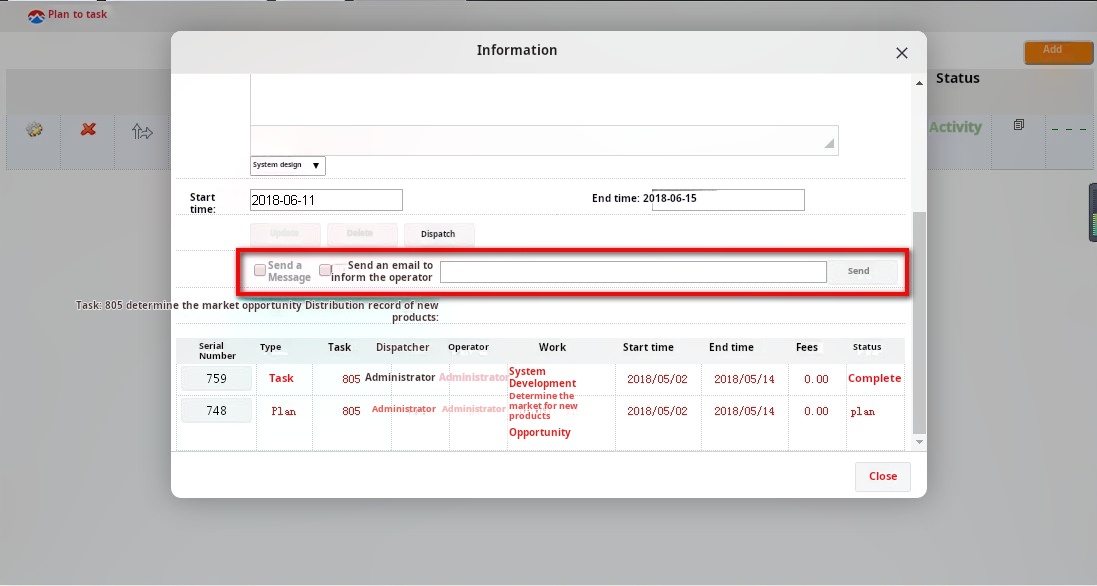 Plan to task
Information
Add
Status
Activity
System design
Start time:
2018-06-11
End time: 2018-06-15
Update
Delete
Dispatch
Send a Message
Send an email to inform the operator
Send
Task: 805 determine the market opportunity Distribution record of new products:
Serial Number Type Task Dispatcher Operator Work Start time End time Fees Status
759 Task 805 Administrator Administrator System Development 2018/05/02 2018/05/14 0.00 Complete
748 Plan 805 Administrator Administrator Determine the market for new products Opportunity 2018/05/02 2018/05/14 0.00 plan
Close